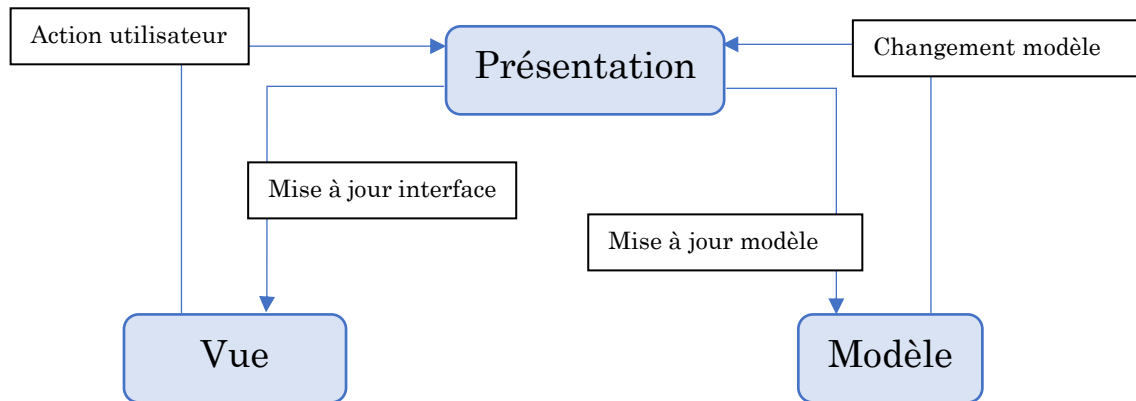 Action utilisateur
Présentation
Changement modèle
Mise à jour interface
Mise à jour modèle
Vue
Modèle